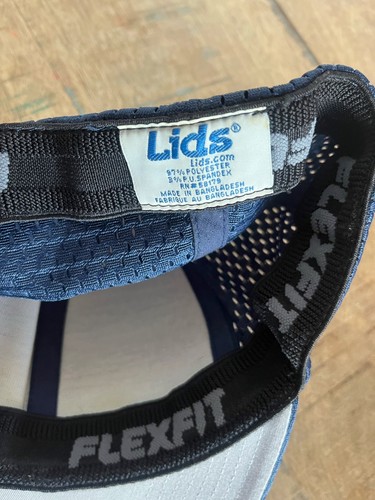 Lids®
Lids.com
97% POLYESTER
3% P.U. SPANDEX
MADE IN BANGLADESH
FABRIQUE AU BANGLADESH
FLEXFIT
FLEXFIT